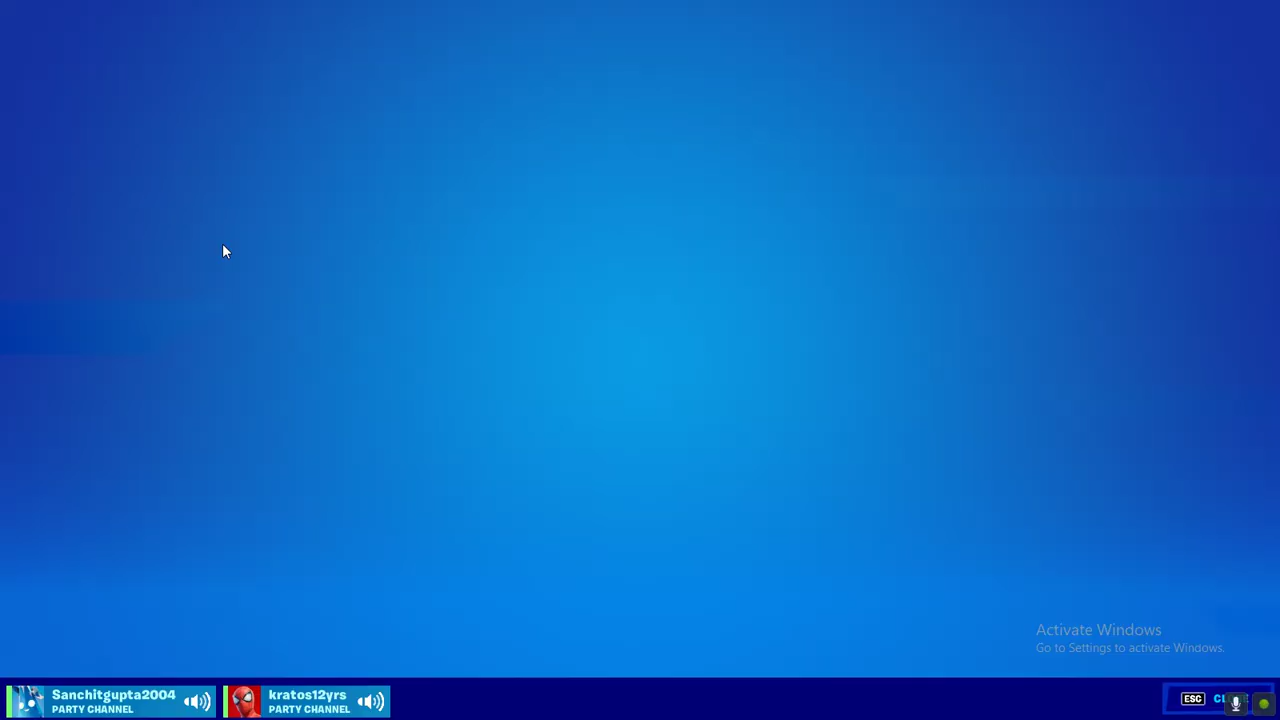 Activate Windows
Go to Settings to activate Windows.
Sanchitgupta2004
PARTY CHANNEL
kratos12yrs
PARTY CHANNEL
ESC